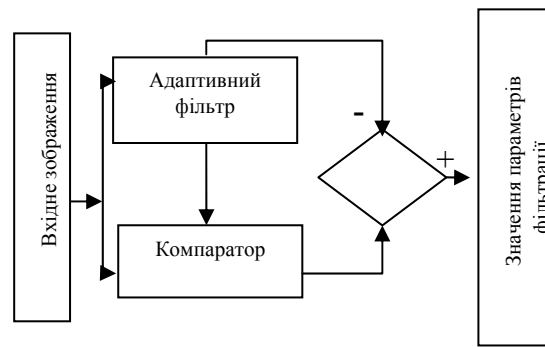 Вхідне зображення
Адаптивний
фільтр
Компаратор
-
+
Значення параметрів
фільтрації